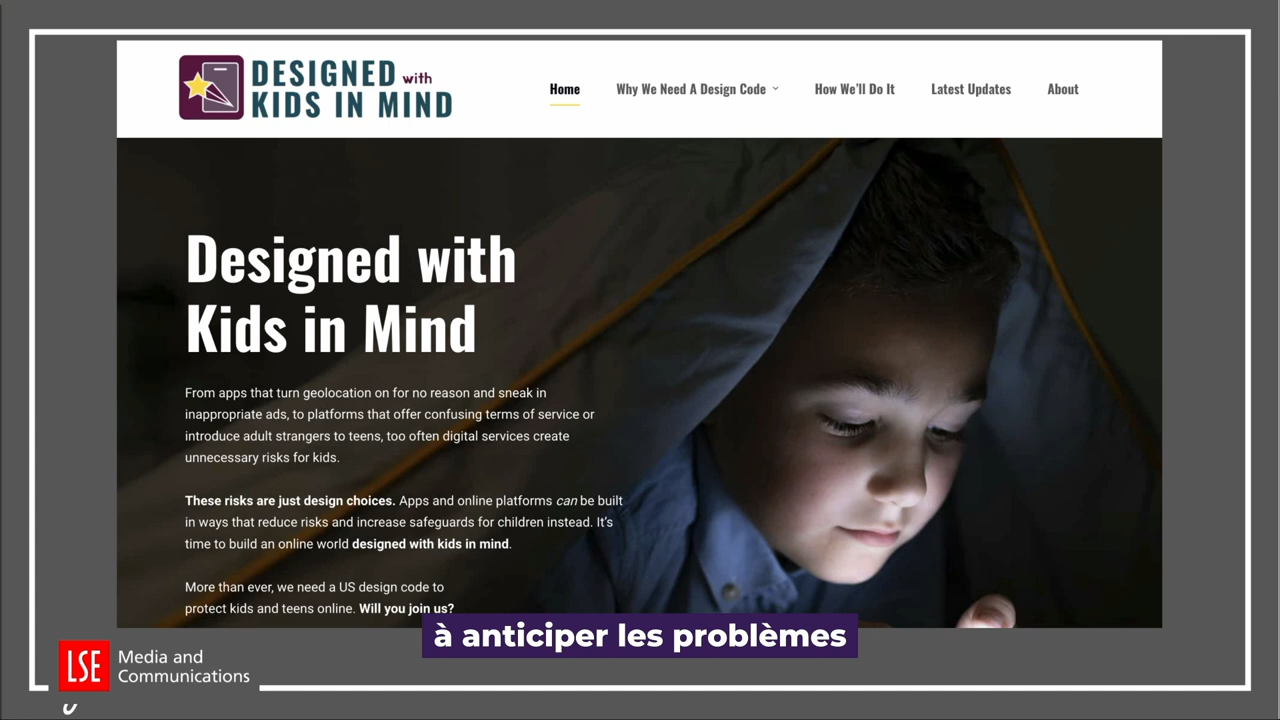 DESIGNED with
KIDS IN MIND
Home
Why We Need A Design Code
How We'll Do It
Latest Updates
About
Designed with
Kids in Mind
From apps that turn geolocation on for no reason and sneak in
inappropriate ads, to platforms that offer confusing terms of service or
introduce adult strangers to teens, too often digital services create
unnecessary risks for kids.
These risks are just design choices. Apps and online platforms can be built
in ways that reduce risks and increase safeguards for children instead. It's
time to build an online world designed with kids in mind.
More than ever, we need a US design code to
protect kids and teens online. Will you join us?
à anticiper les problèmes
LSE
Media and
Communications